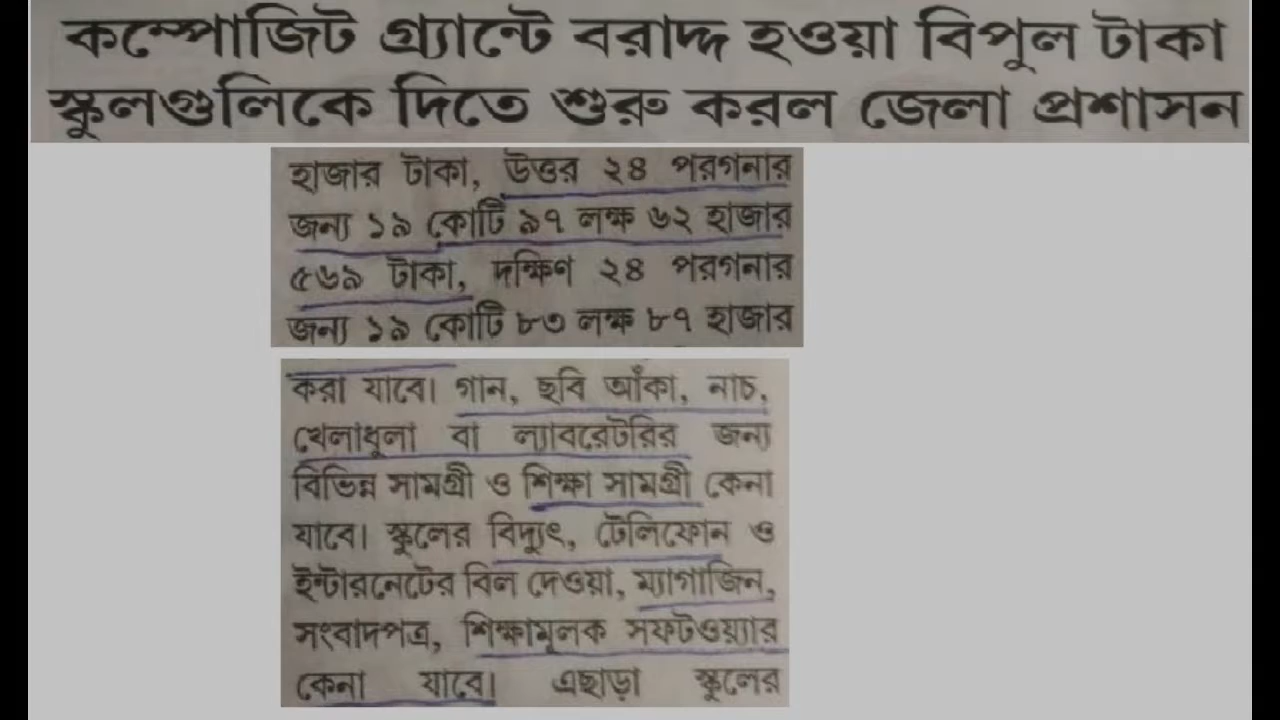 কম্পোজিট গ্র্যান্টে বরাদ্দ হওয়া বিপুল টাকা
স্কুলগুলিকে দিতে শুরু করল জেলা প্রশাসন
হাজার টাকা, উত্তর ২৪ পরগনার
জন্য ১৯ কোটি ৯৭ লক্ষ ৬২ হাজার
৫৬৯ টাকা, দক্ষিণ ২৪ পরগনার
জন্য ১৯ কোটি ৮৩ লক্ষ ৮৭ হাজার
করা যাবে। গান, ছবি আঁকা, নাচ,
খেলাধুলা বা ল্যাবরেটরির জন্য
বিভিন্ন সামগ্রী ও শিক্ষা সামগ্রী কেনা
যাবে। স্কুলের বিদ্যুৎ, টেলিফোন ও
ইন্টারনেটের বিল দেওয়া, ম্যাগাজিন,
সংবাদপত্র, শিক্ষামূলক সফটওয়্যার
কেনা যাবে। এছাড়া স্কুলের